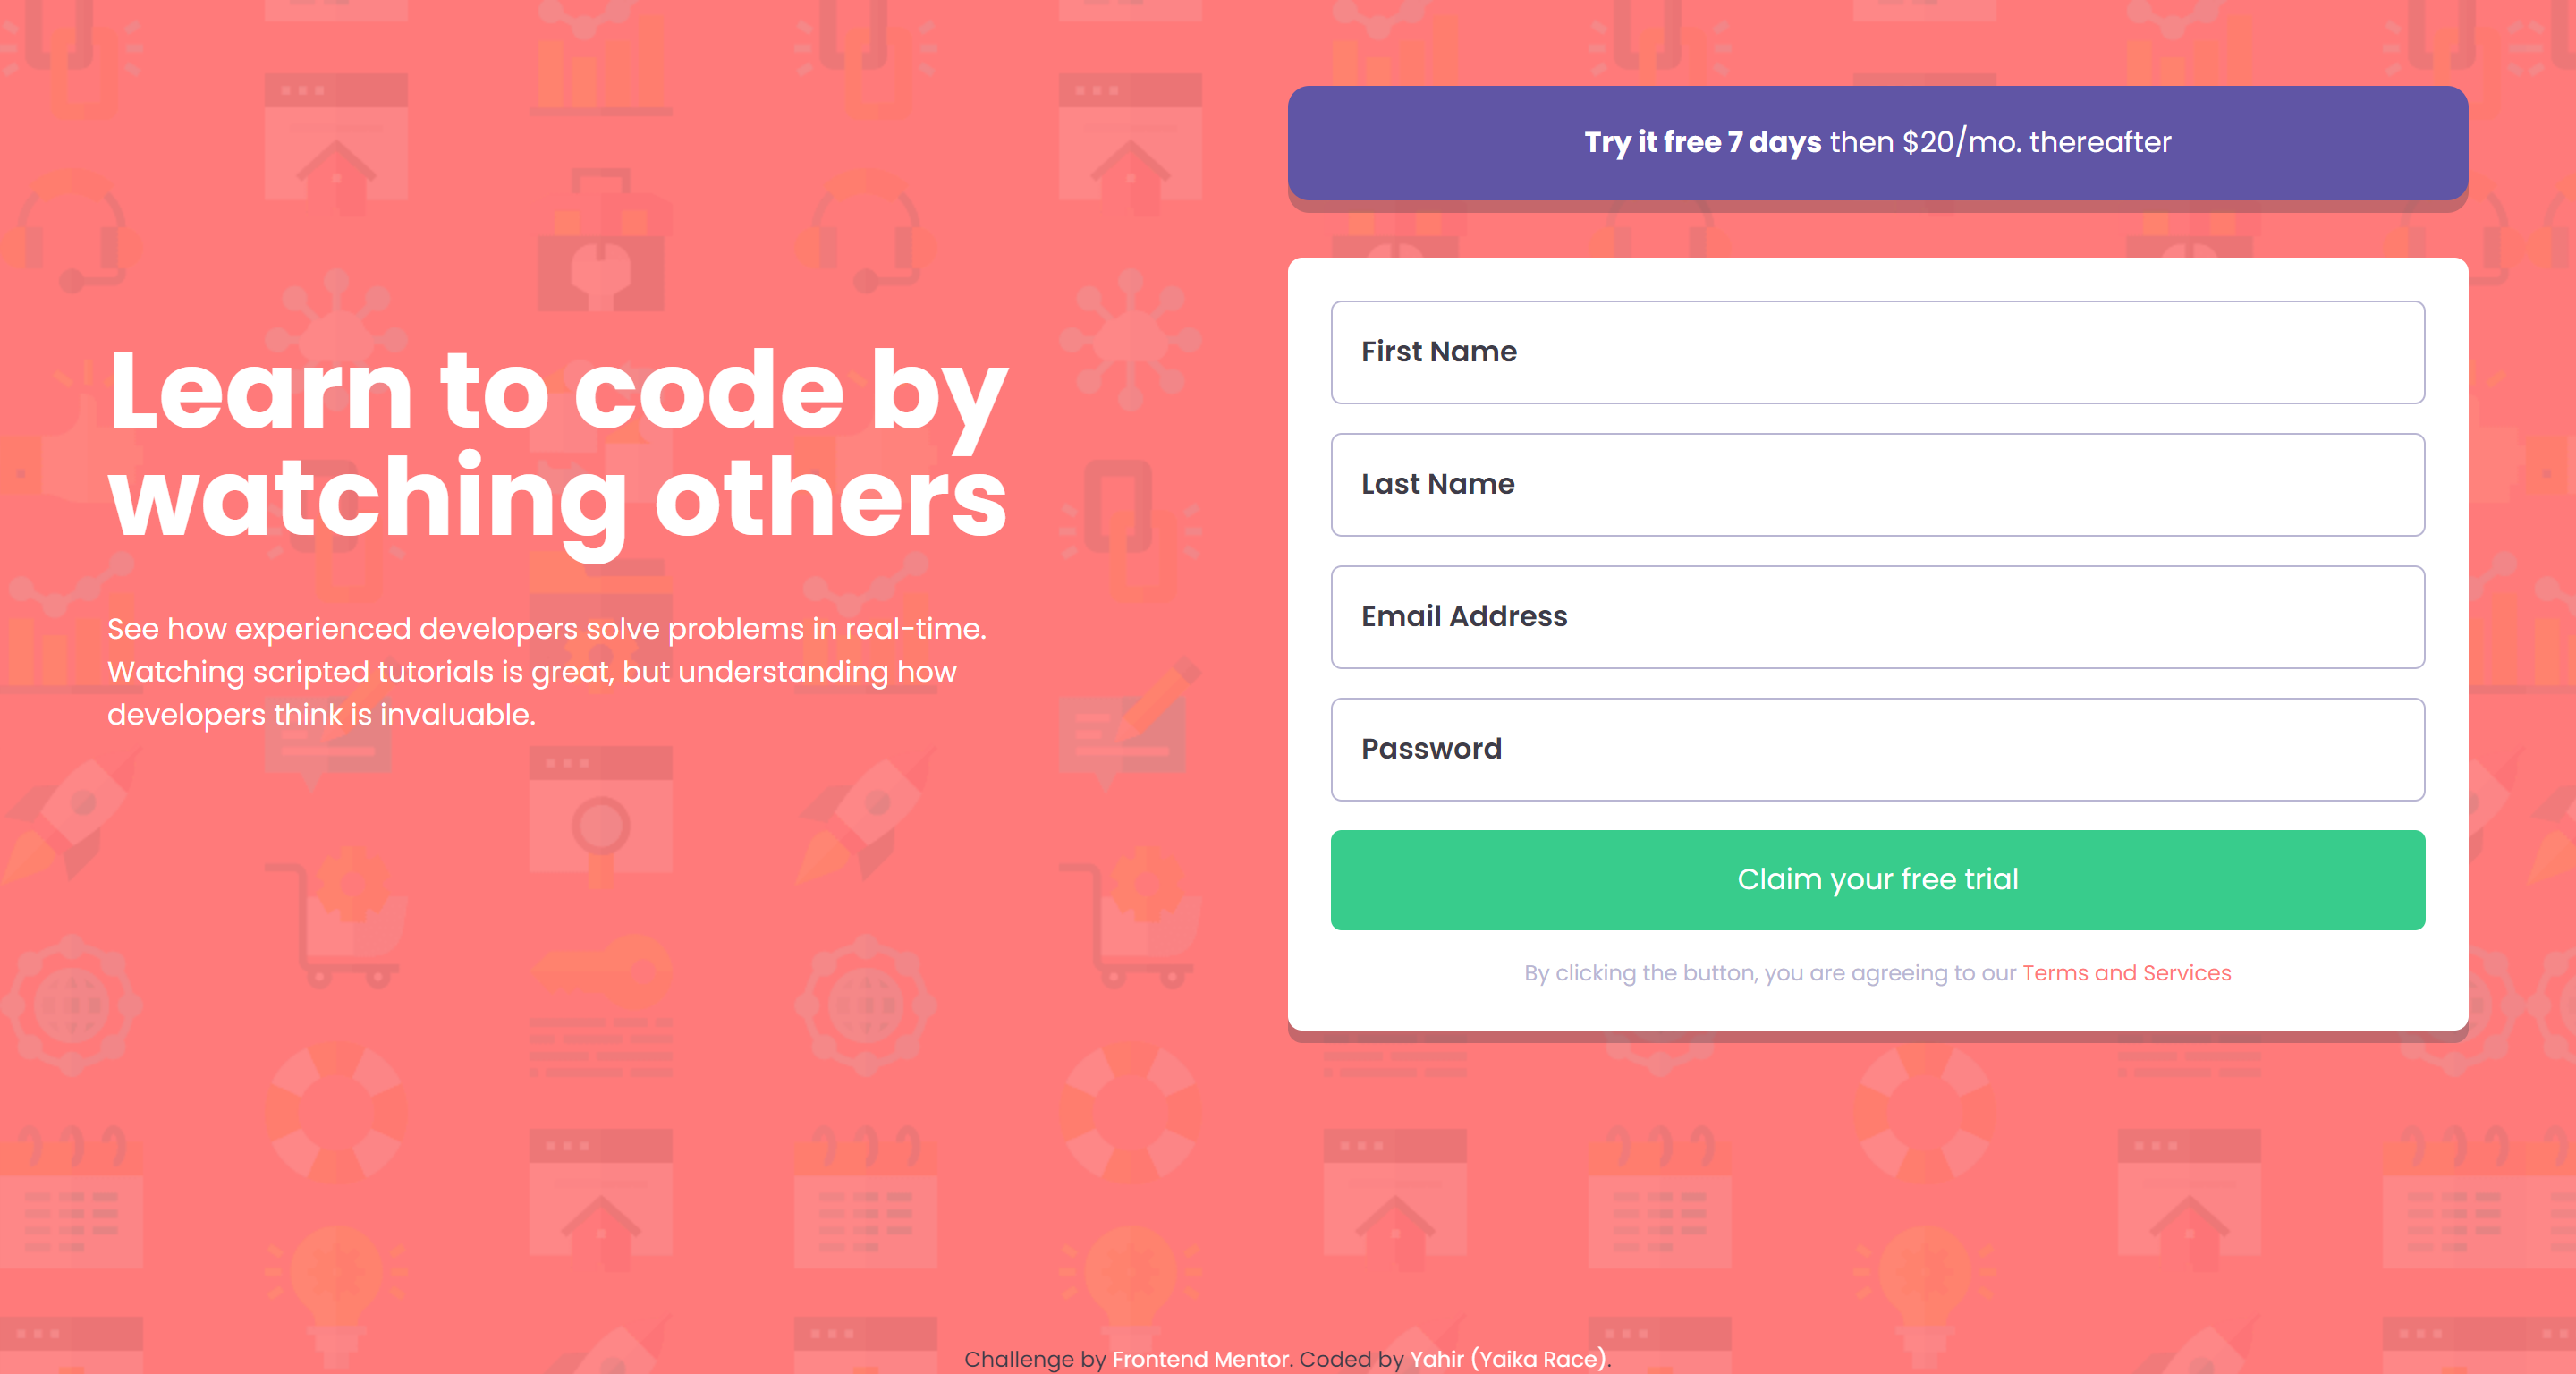 Learn to code by
watching others
See how experienced developers solve problems in real-time.
Watching scripted tutorials is great, but understanding how
developers think is invaluable.
Try it free 7 days then $20/mo. thereafter
First Name
Last Name
Email Address
Password
Claim your free trial
By clicking the button, you are agreeing to our Terms and Services
Challenge by Frontend Mentor. Coded by Yahir (Yaika Race).